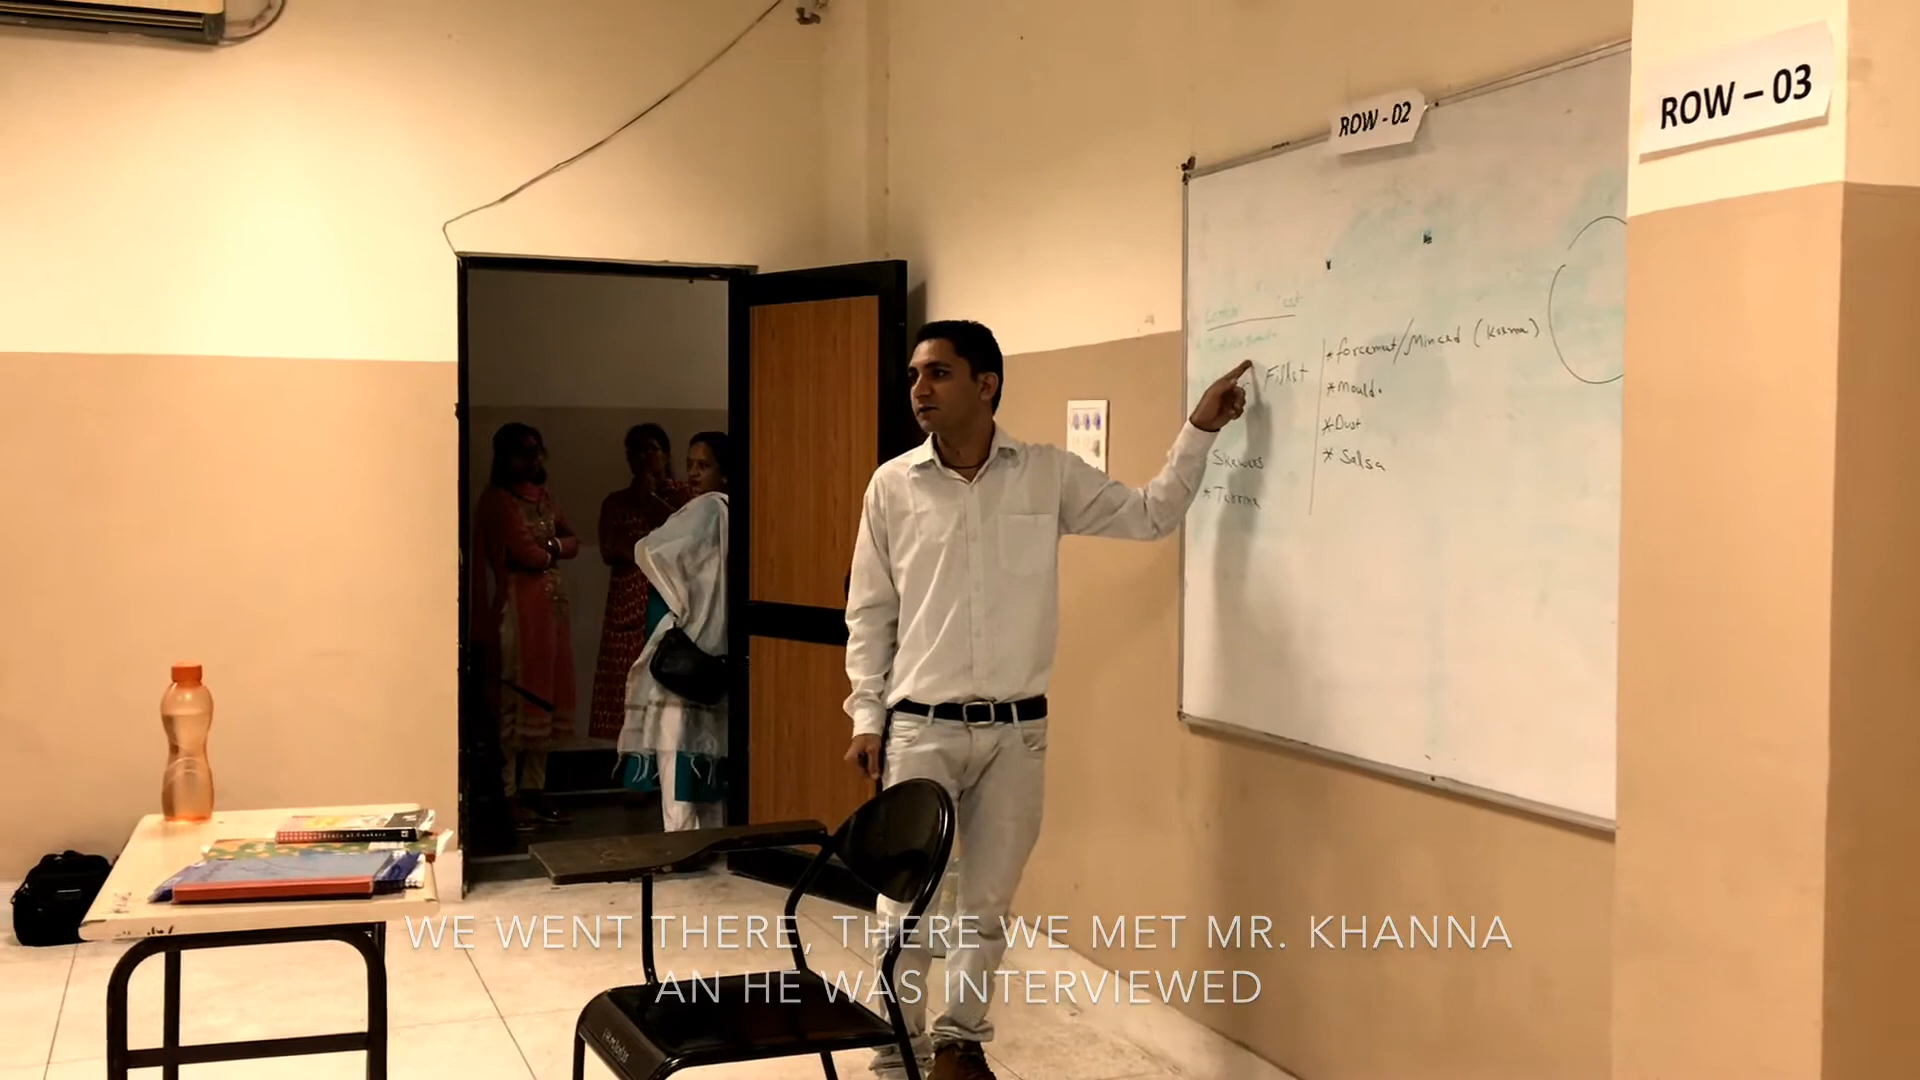 ROW - 03
ROW - 02
*forcemeat/Minced (Keema)
Fillet
*Mould.
*Dust
Skewers
* Salsa
*Terrine
WE WENT THERE, THERE WE MET MR. KHANNA
AN HE WAS INTERVIEWED